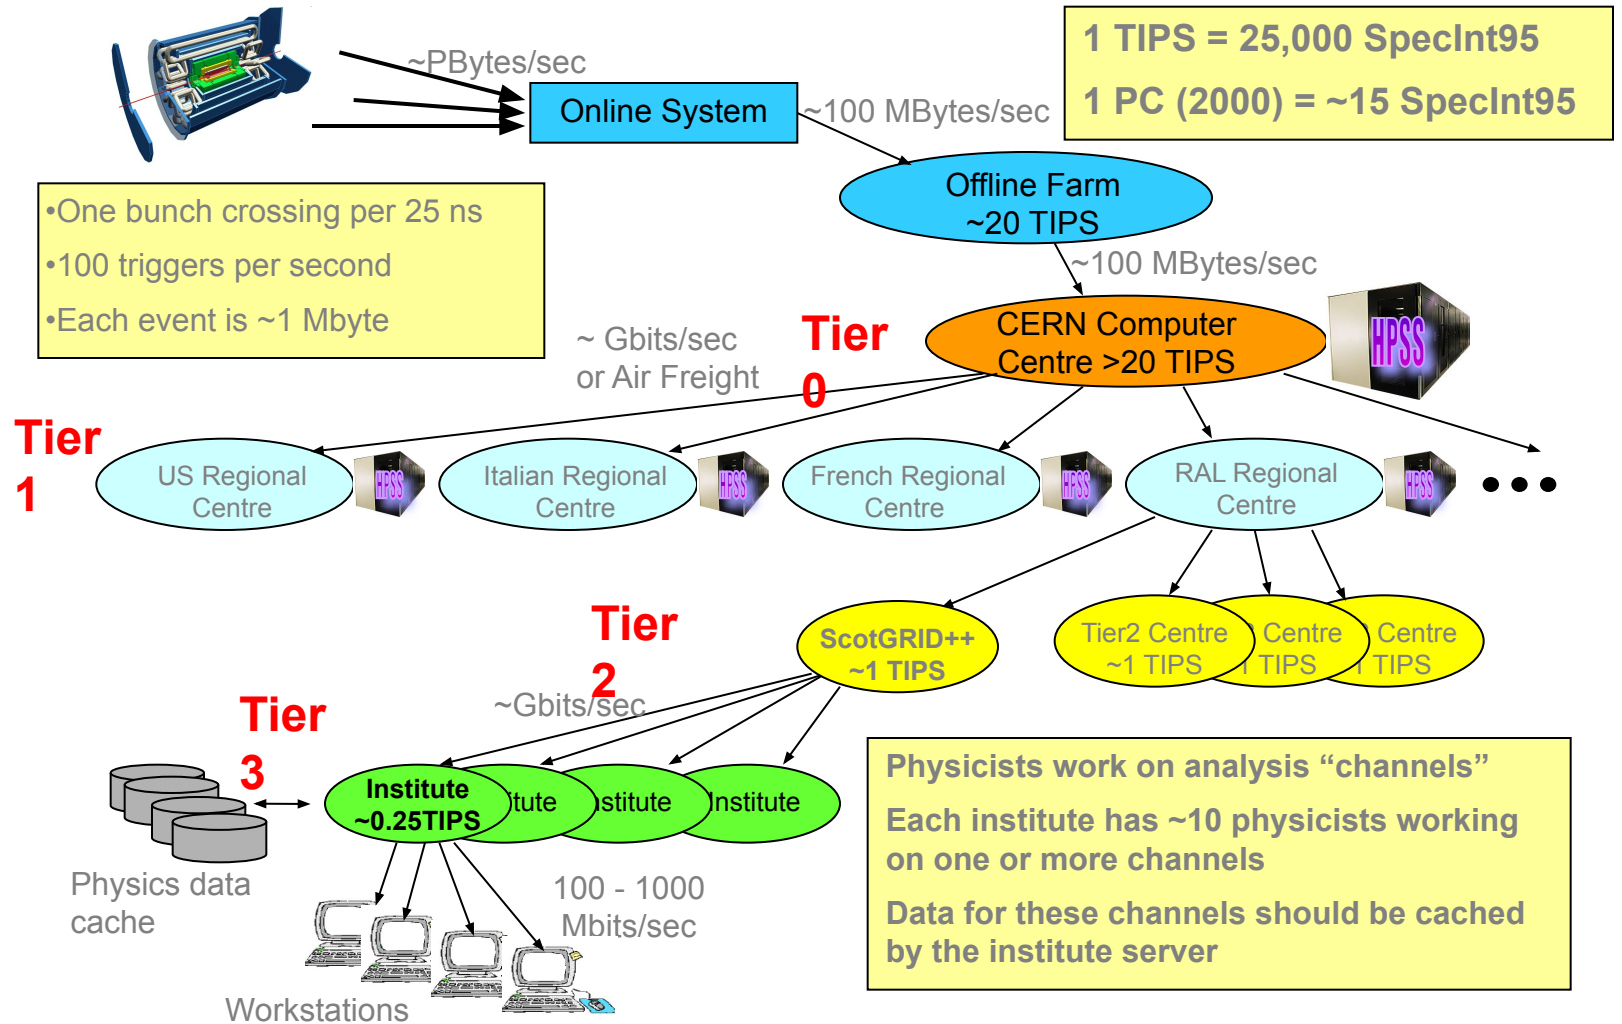 ~PBytes/sec
Online System
~100 MBytes/sec
1 TIPS = 25,000 SpecInt95
1 PC (2000) = ~15 SpecInt95
Offline Farm
~20 TIPS
•One bunch crossing per 25 ns
•100 triggers per second
•Each event is ~1 Mbyte
~100 MBytes/sec
~ Gbits/sec
or Air Freight
Tier
0
CERN Computer
Centre >20 TIPS
HPSS
Tier
1
US Regional
Centre
HPSS
Italian Regional
Centre
HPSS
French Regional
Centre
HPSS
RAL Regional
Centre
HPSS
Tier
2
ScotGRID++
~1 TIPS
Tier2 Centre
~1 TIPS
Centre
TIPS
Centre
TIPS
~Gbits/sec
Tier
3
Institute
~0.25TIPS
titute
nstitute
Institute
Physics data
cache
100 - 1000
Mbits/sec
Workstations
Physicists work on analysis “channels”
Each institute has ~10 physicists working
on one or more channels
Data for these channels should be cached
by the institute server